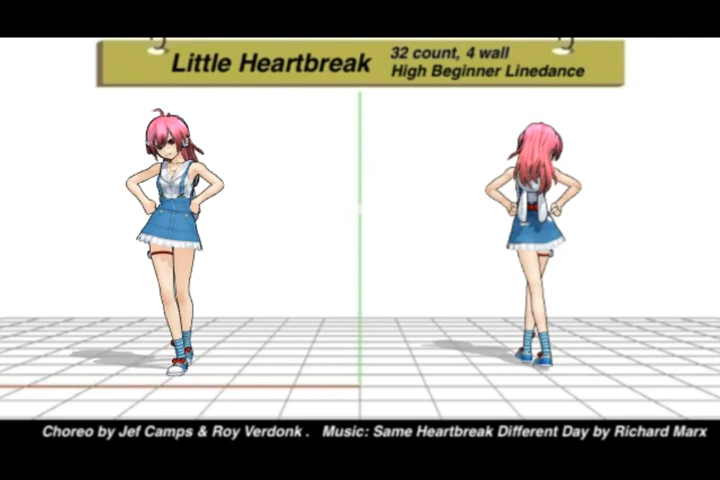 Little Heartbreak
32 count, 4 wall
High Beginner Linedance
Choreo by Jef Camps & Roy Verdonk . Music: Same Heartbreak Different Day by Richard Marx